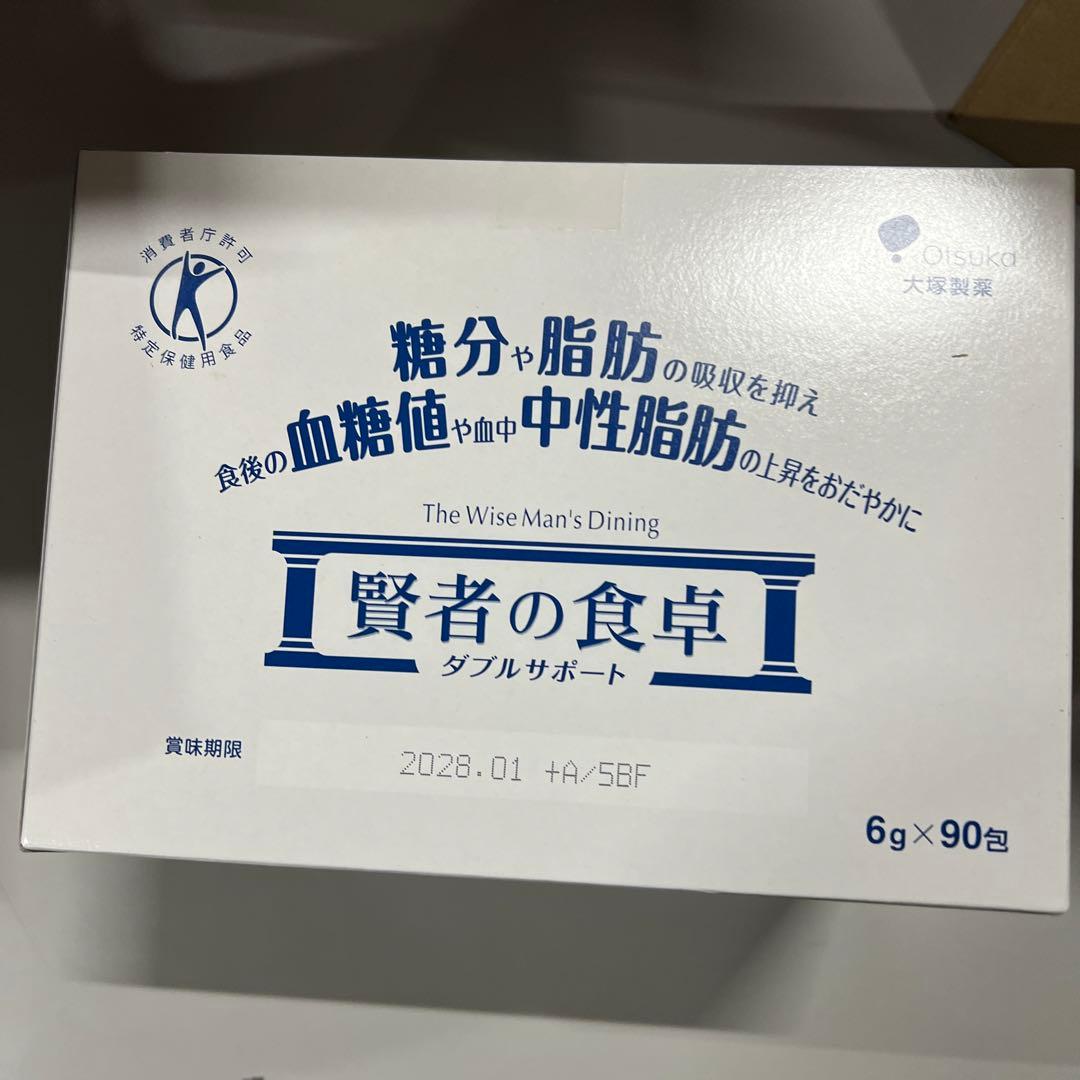 消費者庁許可
特定保健用食品
Otsuka
大塚製薬
糖分や脂肪の吸収を抑え
食後の血糖値や血中中性脂肪の上昇をおだやかに
The Wise Man's Dining
賢者の食卓
ダブルサポート
賞味期限
2028.01 +A/5BF
6g×90包